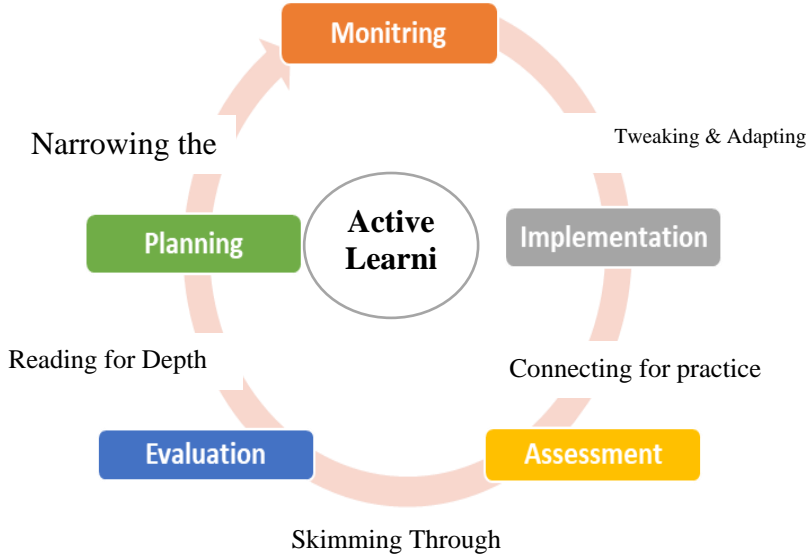 Monitring
Narrowing the
Tweaking & Adapting
Active
Learni
Planning
Implementation
Reading for Depth
Connecting for practice
Evaluation
Assessment
Skimming Through